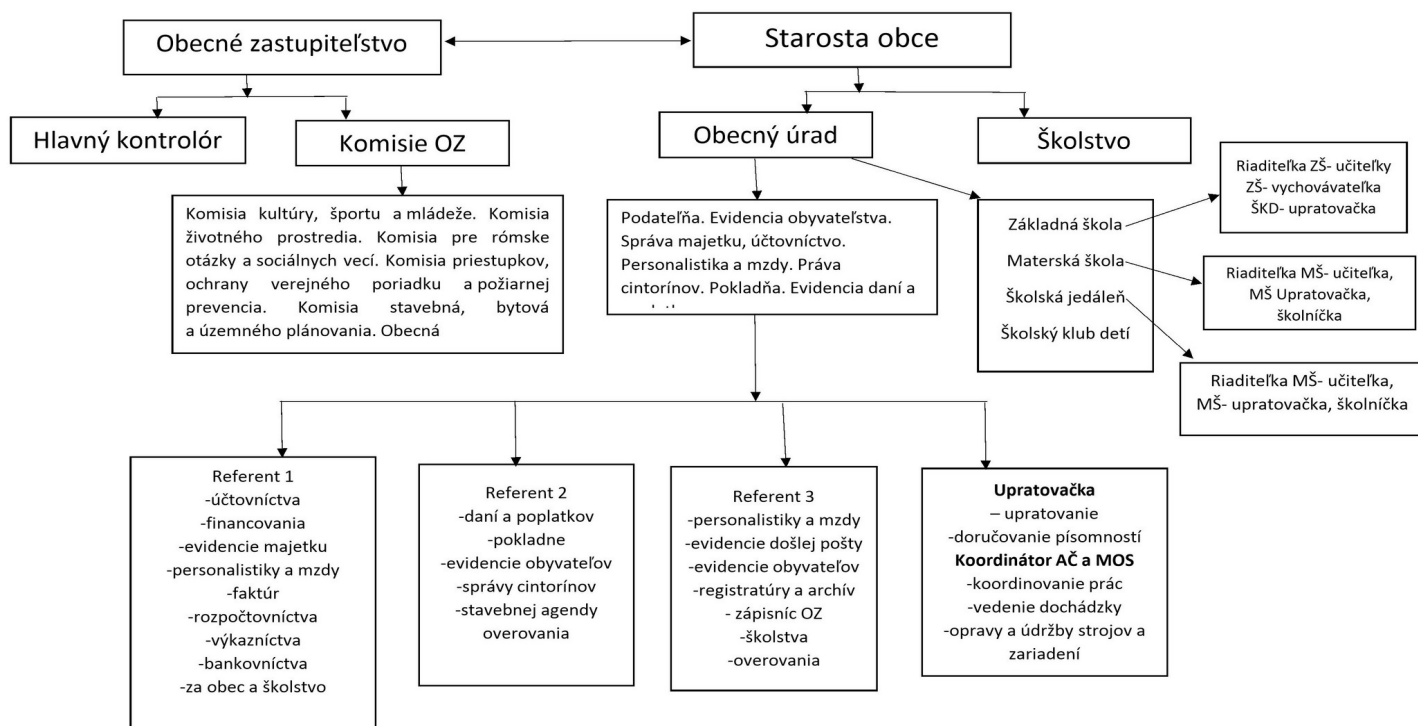 Obecné zastupiteľstvo
Starosta obce
Hlavný kontrolór
Komisie OZ
Obecný úrad
Školstvo
Komisia kultúry, športu a mládeže. Komisia
životného prostredia. Komisia pre rómske
otázky a sociálnych vecí. Komisia priestupkov,
ochrany verejného poriadku a požiarnej
prevencia. Komisia stavebná, bytová
a územného plánovania. Obecná
Podateľňa. Evidencia obyvateľstva.
Správa majetku, účtovníctvo.
Personalistika a mzdy. Práva
cintorínov. Pokladňa. Evidencia daní a
Základná škola
Materská škola
Školská jedáleň
Školský klub detí
Riaditeľka ZŠ- učiteľky
ZŠ- vychovávateľka
ŠKD- upratovačka
Riaditeľka MŠ- učiteľka,
MŠ Upratovačka,
školníčka
Riaditeľka MŠ- učiteľka,
MŠ- upratovačka, školníčka
Referent 1
-účtovníctva
-financovania
-evidencie majetku
-personalistiky a mzdy
-faktúr
-rozpočtovníctva
-výkazníctva
-bankovníctva
-za obec a školstvo
Referent 2
-daní a poplatkov
-pokladne
-evidencie obyvateľov
-správy cintorínov
-stavebnej agendy
overovania
Referent 3
-personalistiky a mzdy
-evidencie došlej pošty
-evidencie obyvateľov
-registratúry a archív
- zápisníc OZ
-školstva
-overovania
Upratovačka
– upratovanie
-doručovanie písomností
Koordinátor AČ a MOS
-koordinovanie prác
-vedenie dochádzky
-opravy a údržby strojov a
zariadení